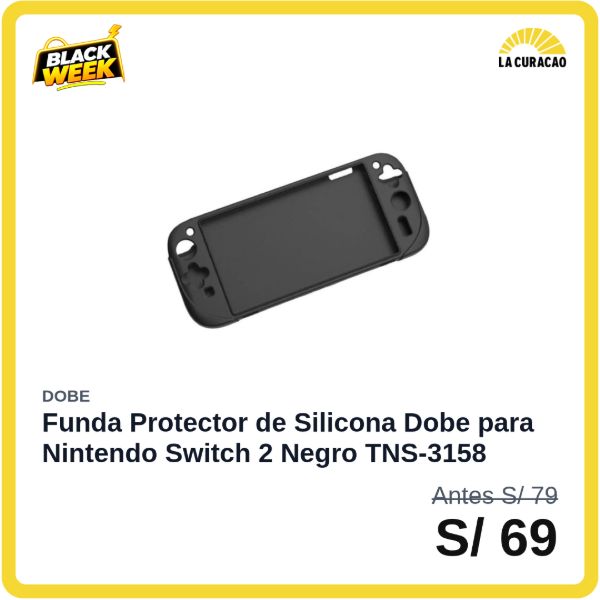 BLACK
WEEK
LA CURACAO
DOBE
Funda Protector de Silicona Dobe para
Nintendo Switch 2 Negro TNS-3158
Antes S/ 79
S/ 69